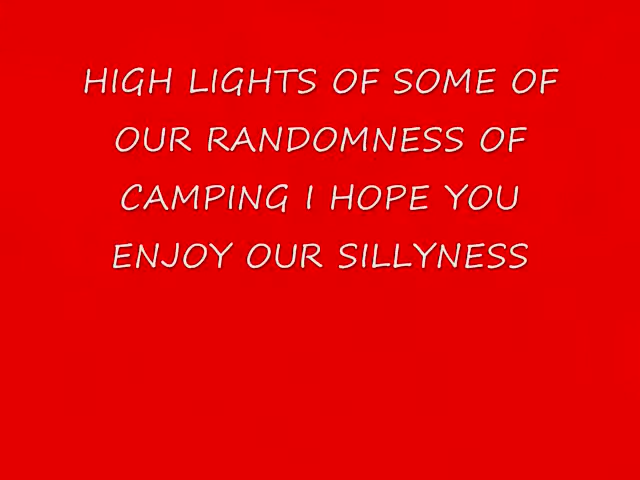 HIGH LIGHTS OF SOME OF
OUR RANDOMNESS OF
CAMPING I HOPE YOU
ENJOY OUR SILLYNESS